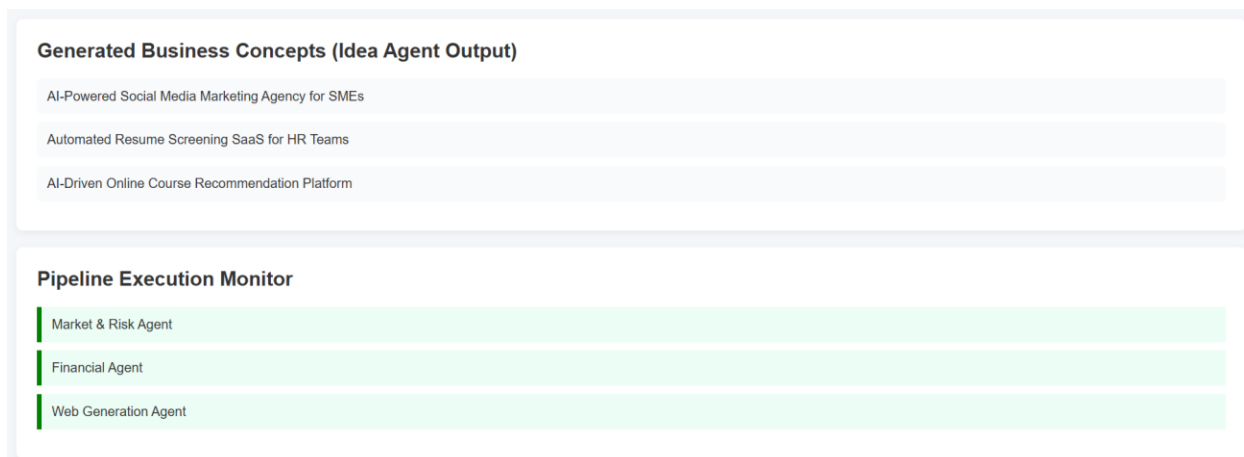 Generated Business Concepts (Idea Agent Output)
AI-Powered Social Media Marketing Agency for SMEs
Automated Resume Screening SaaS for HR Teams
AI-Driven Online Course Recommendation Platform
Pipeline Execution Monitor
Market & Risk Agent
Financial Agent
Web Generation Agent